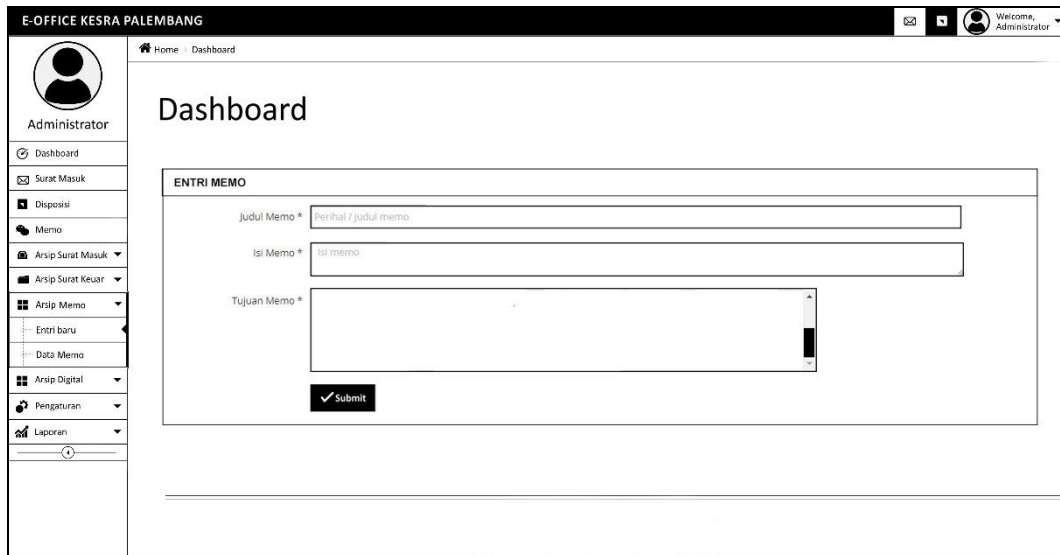 E-OFFICE KESRA PALEMBANG
Welcome,
Administrator
Home Dashboard
Administrator
Dashboard
Surat Masuk
Disposisi
Memo
Arsip Surat Masuk
Arsip Surat Keuar
Arsip Memo
Entri baru
Data Memo
Arsip Digital
Pengaturan
Laporan
Dashboard
ENTRI MEMO
Judul Memo * Perihal / judul memo
Isi Memo * Isi memo
Tujuan Memo *
Submit